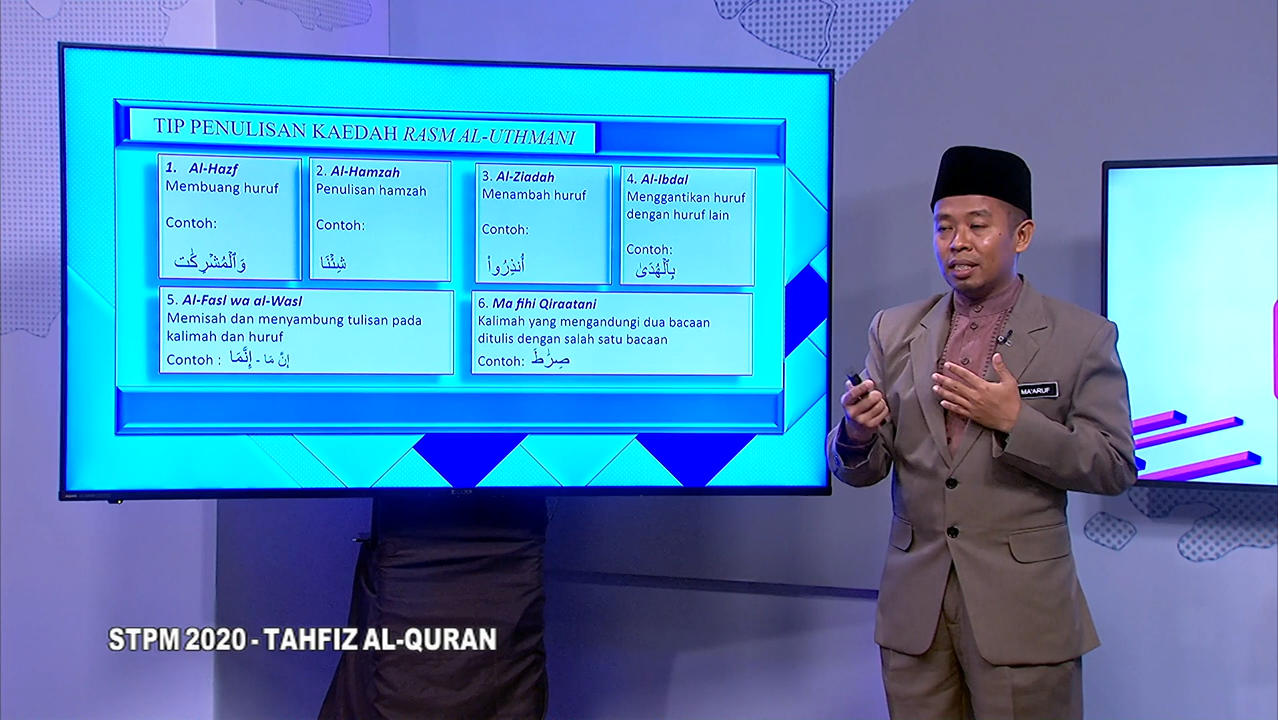 TIP PENULISAN KAEDAH RASM AL-UTHMANI
1. Al-Hazf
Membuang huruf
Contoh:
وَٱلْمُشْرِكَٰت
2. Al-Hamzah
Penulisan hamzah
Contoh:
شِئْنَا
3. Al-Ziadah
Menambah huruf
Contoh:
أُنذِرُوا۟
4. Al-Ibdal
Menggantikan huruf
dengan huruf lain
Contoh:
بِٱلْهُدَىٰ
5. Al-Fasl wa al-Wasl
Memisah dan menyambung tulisan pada
kalimah dan huruf
Contoh : إِنَّمَا - إِنَّ مَا
6. Ma fihi Qiraatani
Kalimah yang mengandungi dua bacaan
ditulis dengan salah satu bacaan
Contoh: صِرَٰطَ
MA'ARUF
STPM 2020 - TAHFIZ AL-QURAN